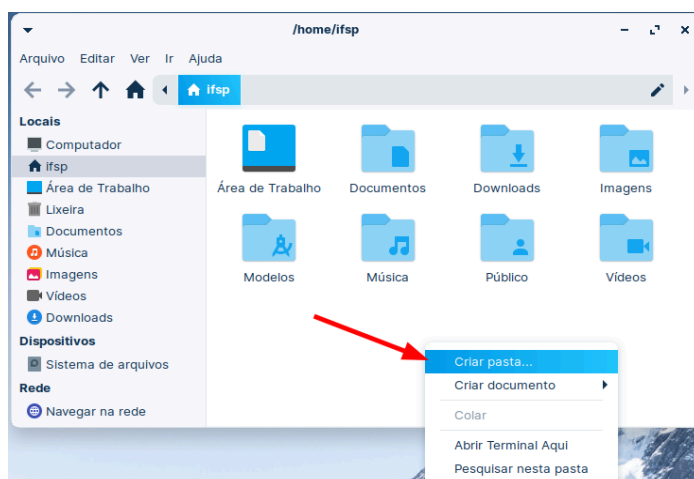 /home/ifsp
Arquivo Editar Ver Ir Ajuda
ifsp
Locais
Computador
ifsp
Área de Trabalho
Lixeira
Documentos
Música
Imagens
Vídeos
Downloads
Dispositivos
Sistema de arquivos
Rede
Navegar na rede
Área de Trabalho Documentos Downloads Imagens
Modelos Música Público Vídeos
Criar pasta...
Criar documento
Colar
Abrir Terminal Aqui
Pesquisar nesta pasta